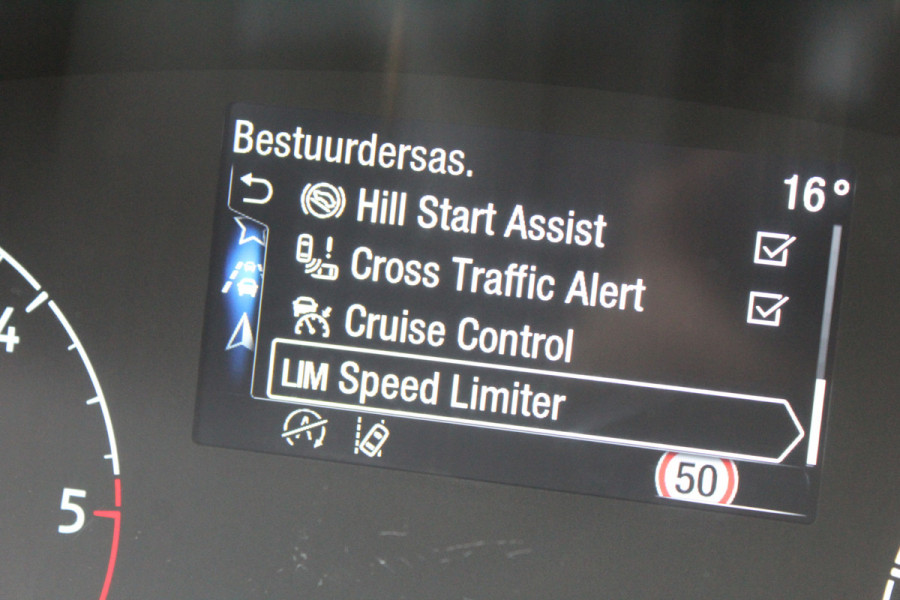 Bestuurdersas.
16°
Hill Start Assist
Cross Traffic Alert
Cruise Control
LIM Speed Limiter
50
4
5